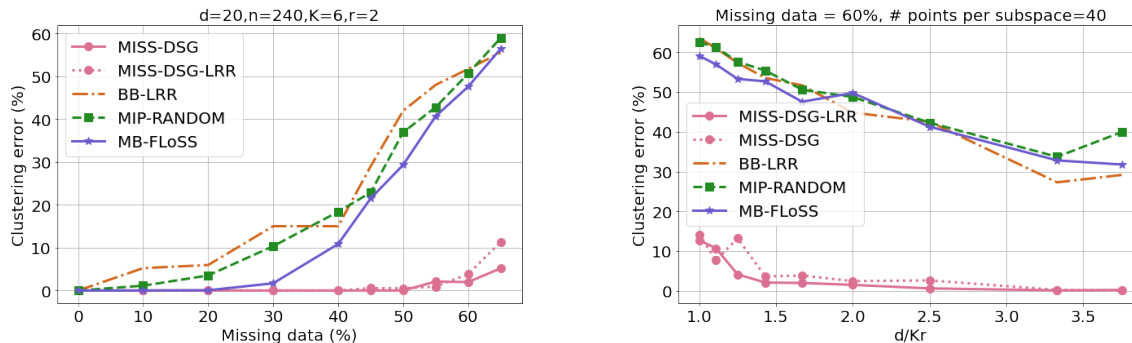 d=20,n=240,K=6,r=2
Clustering error (%)
60
50
40
30
20
10
0
MISS-DSG
MISS-DSG-LRR
BB-LRR
MIP-RANDOM
MB-FLoSS
0 10 20 30 40 50 60
Missing data (%)
Missing data = 60%, # points per subspace=40
Clustering error (%)
60
50
40
30
20
10
0
MISS-DSG-LRR
MISS-DSG
BB-LRR
MIP-RANDOM
MB-FLoSS
1.0 1.5 2.0 2.5 3.0 3.5
d/Kr